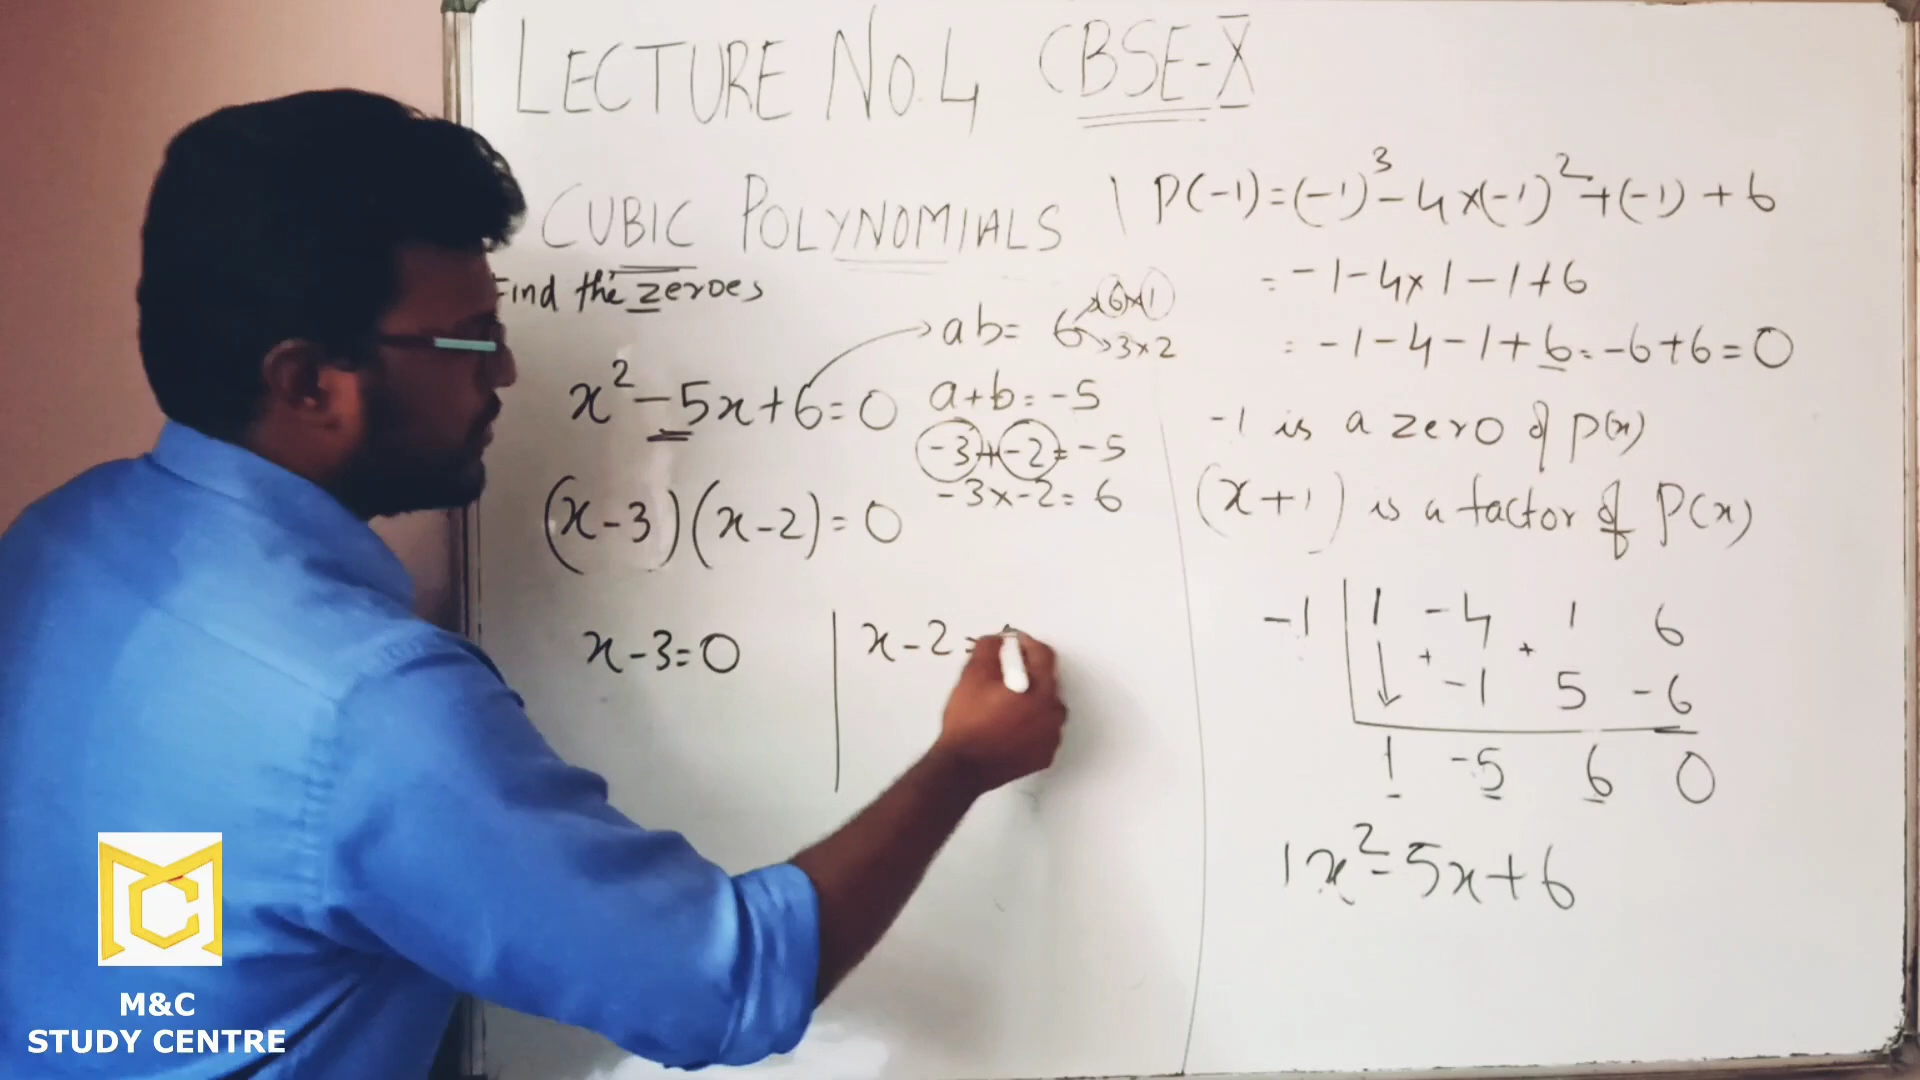 LECTURE No.4 CBSE-X
CUBIC POLYNOMIALS
Find the zeroes
x²-5x+6=0
ab= 6
6×1
3×2
a+b=-5
-3+-2=-5
-3×-2=6
(x-3)(x-2)=0
x-3=0
x-2=
P(-1)=(-1)³-4×(-1)²+(-1)+6
=-1-4×1-1+6
=-1-4-1+6=-6+6=0
-1 is a zero of P(x)
(x+1) is a factor of P(x)
-1 | 1 -4 1 6
+ -1 + 5 -6
1 -5 6 0
1x²-5x+6
M&C
STUDY CENTRE